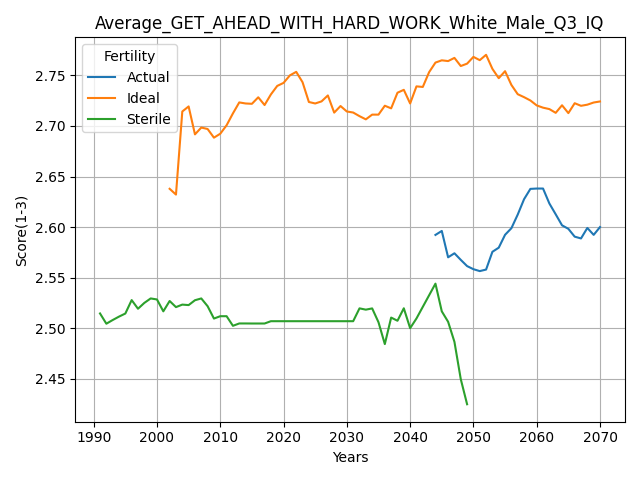 Average_GET_AHEAD_WITH_HARD_WORK_White_Male_Q3_IQ
Fertility
Actual
Ideal
Sterile
Score(1-3)
2.75
2.70
2.65
2.60
2.55
2.50
2.45
1990 2000 2010 2020 2030 2040 2050 2060 2070
Years